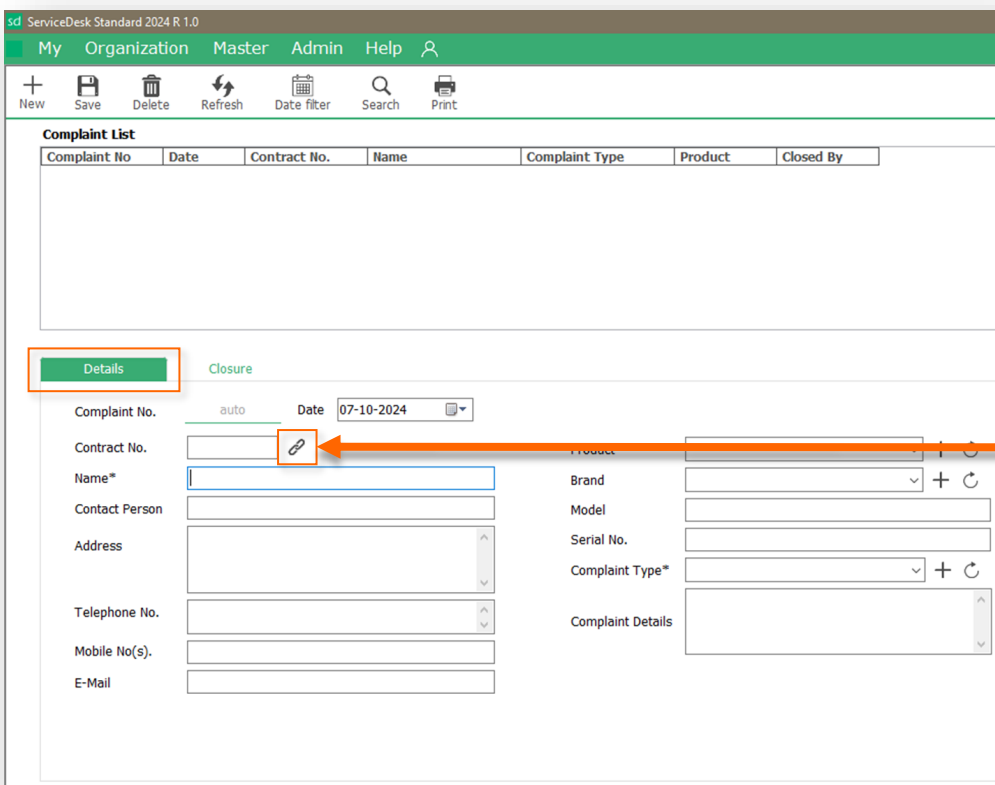 sd ServiceDesk Standard 2024 R 1.0
My Organization Master Admin Help
New Save Delete Refresh Date filter Search Print
Complaint List
Complaint No Date Contract No. Name Complaint Type Product Closed By
Details Closure
Complaint No. auto Date 07-10-2024
Contract No. Product
Name* Brand
Contact Person Model
Address Serial No.
Complaint Type*
Telephone No. Complaint Details
Mobile No(s).
E-Mail